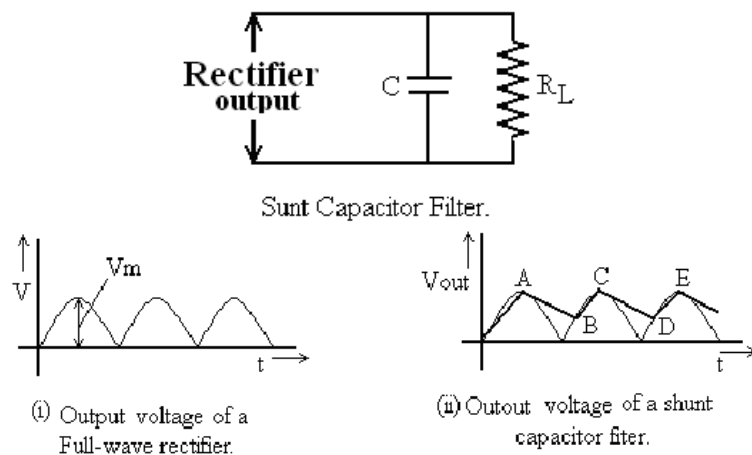 Rectifier
output
C
R_L
Sunt Capacitor Filter.
V
Vm
t
(i) Output voltage of a
Full-wave rectifier.
Vout
A
C
E
B
D
t
(ii) Outout voltage of a shunt
capacitor fiter.